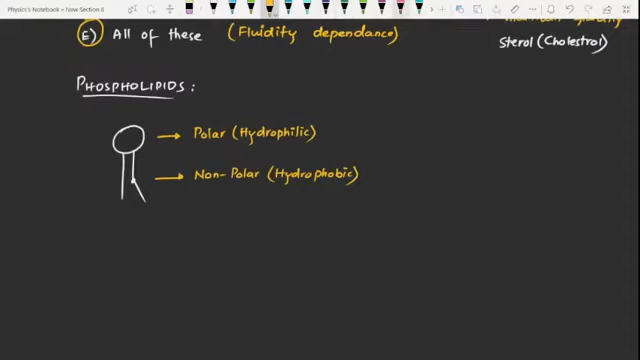 Physics's Notebook » New Section 6
E) All of these (Fluidity dependance)
Sterol (Cholestrol)
PHOSPHOLIPIDS:
Polar (Hydrophilic)
Non-Polar (Hydrophobic)